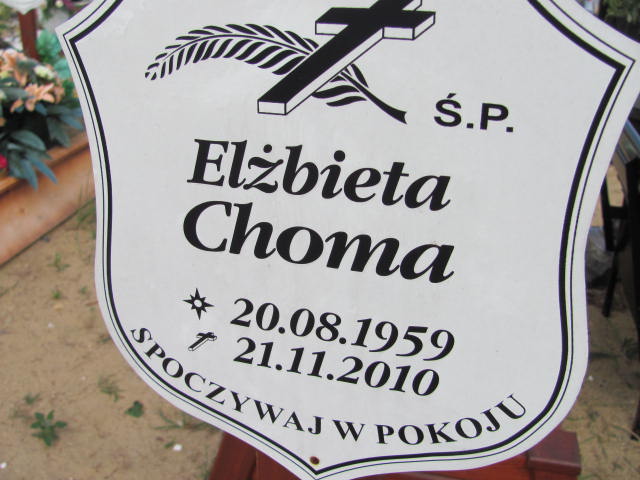 Ś.P.
Elżbieta
Choma
20.08.1959
21.11.2010
SPOCZYWAJ W POKOJU